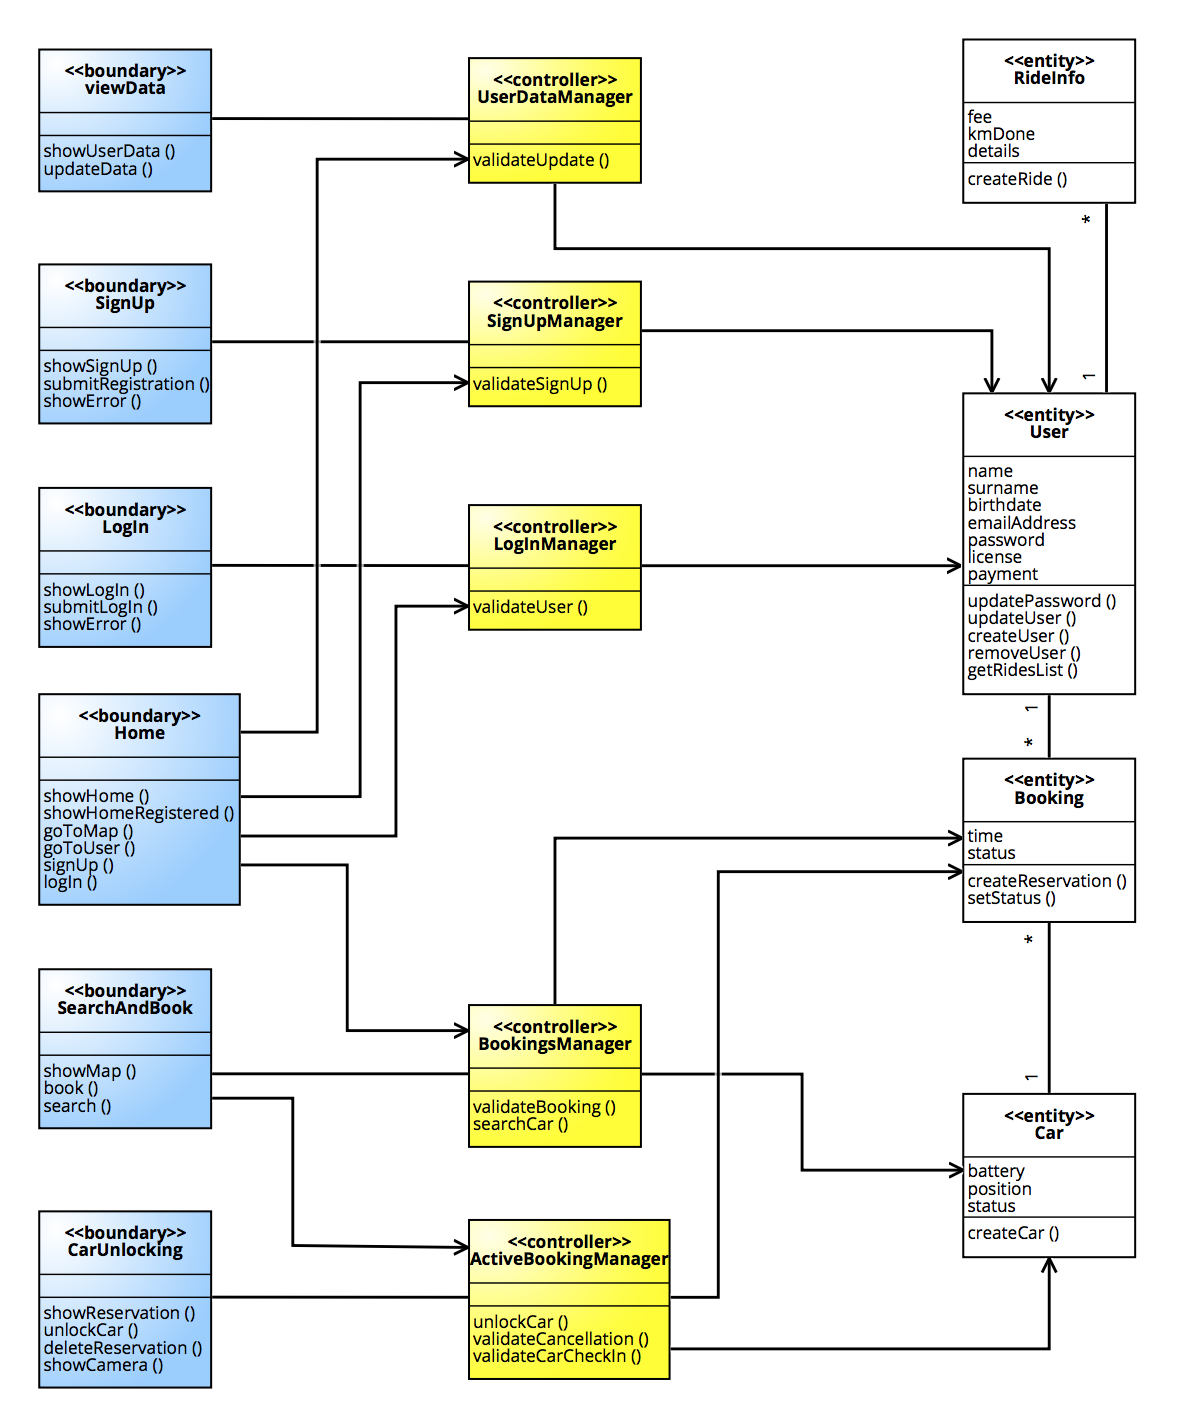 <<boundary>>
viewData
showUserData ()
updateData ()
<<controller>>
UserDataManager
validateUpdate ()
<<entity>>
RideInfo
fee
kmDone
details
createRide ()
*
1
<<boundary>>
SignUp
showSignUp ()
submitRegistration ()
showError ()
<<controller>>
SignUpManager
validateSignUp ()
<<entity>>
User
name
surname
birthdate
emailAddress
password
license
payment
updatePassword ()
updateUser ()
createUser ()
removeUser ()
getRidesList ()
1
*
<<boundary>>
LogIn
showLogIn ()
submitLogIn ()
showError ()
<<controller>>
LogInManager
validateUser ()
<<boundary>>
Home
showHome ()
showHomeRegistered ()
goToMap ()
goToUser ()
signUp ()
logIn ()
<<entity>>
Booking
time
status
createReservation ()
setStatus ()
*
1
<<boundary>>
SearchAndBook
showMap ()
book ()
search ()
<<controller>>
BookingsManager
validateBooking ()
searchCar ()
<<entity>>
Car
battery
position
status
createCar ()
<<boundary>>
CarUnlocking
showReservation ()
unlockCar ()
deleteReservation ()
showCamera ()
<<controller>>
ActiveBookingManager
unlockCar ()
validateCancellation ()
validateCarCheckIn ()